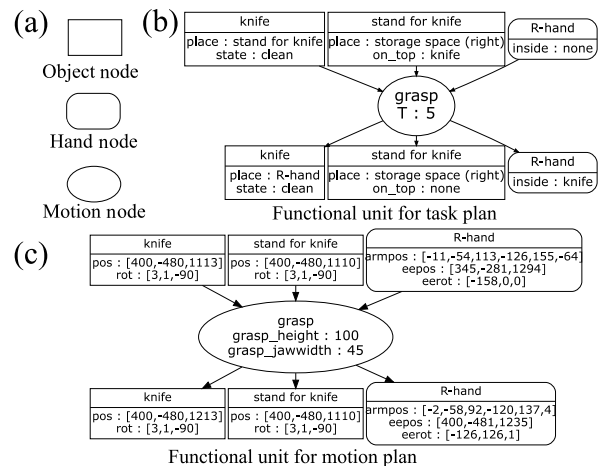 (a)
Object node
Hand node
Motion node
(b)
knife
place : stand for knife
state : clean
stand for knife
place : storage space (right)
on_top : knife
R-hand
inside : none
grasp
T : 5
knife
place : R-hand
state : clean
stand for knife
place : storage space (right)
on_top : none
R-hand
inside : knife
Functional unit for task plan
(c)
knife
pos : [400,-480,1113]
rot : [3,1,-90]
stand for knife
pos : [400,-480,1110]
rot : [3,1,-90]
R-hand
armpos : [-11,-54,113,-126,155,-64]
eepos : [345,-281,1294]
eerot : [-158,0,0]
grasp
grasp_height : 100
grasp_jawwidth : 45
knife
pos : [400,-480,1213]
rot : [3,1,-90]
stand for knife
pos : [400,-480,1110]
rot : [3,1,-90]
R-hand
armpos : [-2,-58,92,-120,137,4]
eepos : [400,-481,1235]
eerot : [-126,126,1]
Functional unit for motion plan